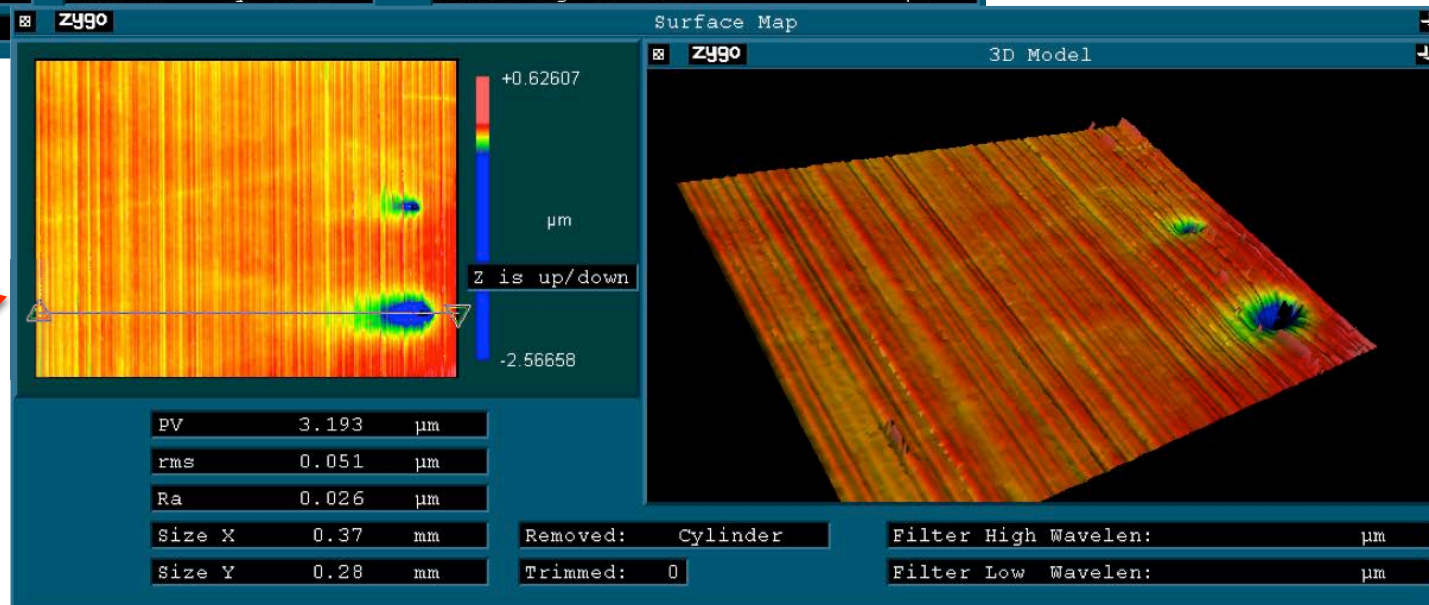 zygo Surface Map
zygo 3D Model
+0.62607
µm
Z is up/down
-2.56658
PV 3.193 µm
rms 0.051 µm
Ra 0.026 µm
Size X 0.37 mm
Size Y 0.28 mm
Removed: Cylinder
Trimmed: 0
Filter High Wavelen: µm
Filter Low Wavelen: µm